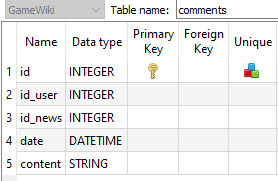 GameWiki Table name: comments
Name Data type Primary Key Foreign Key Unique
1 id INTEGER
2 id_user INTEGER
3 id_news INTEGER
4 date DATETIME
5 content STRING